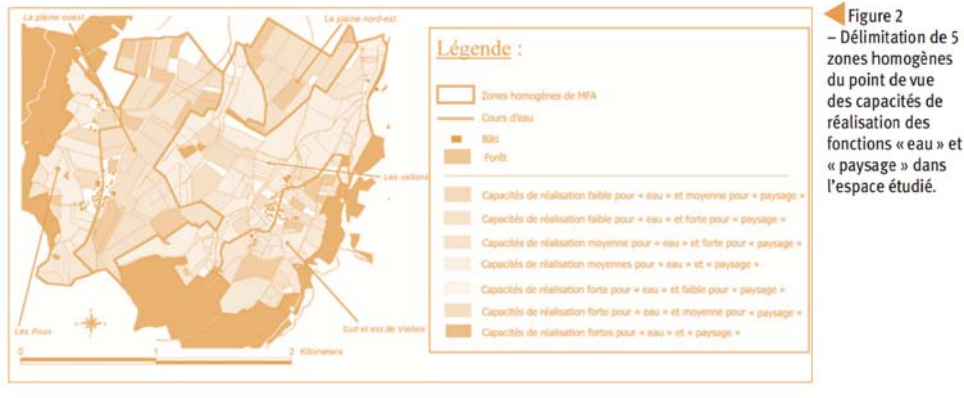 La plaine ouest
La plaine nord-est
Les vallons
Les Poux
Sud et est de Vialleix
0 1 2 Kilometers
Légende :
Zones homogènes de MFA
Cours d'eau
Bâti
Forêt
Capacités de réalisation faible pour « eau » et moyenne pour « paysage »
Capacités de réalisation faible pour « eau » et forte pour « paysage »
Capacités de réalisation moyenne pour « eau » et forte pour « paysage »
Capacités de réalisation moyennes pour « eau » et « paysage »
Capacités de réalisation forte pour « eau » et faible pour « paysage »
Capacités de réalisation forte pour « eau » et moyenne pour « paysage »
Capacités de réalisation fortes pour « eau » et « paysage »
Figure 2
– Délimitation de 5
zones homogènes
du point de vue
des capacités de
réalisation des
fonctions « eau » et
« paysage » dans
l'espace étudié.